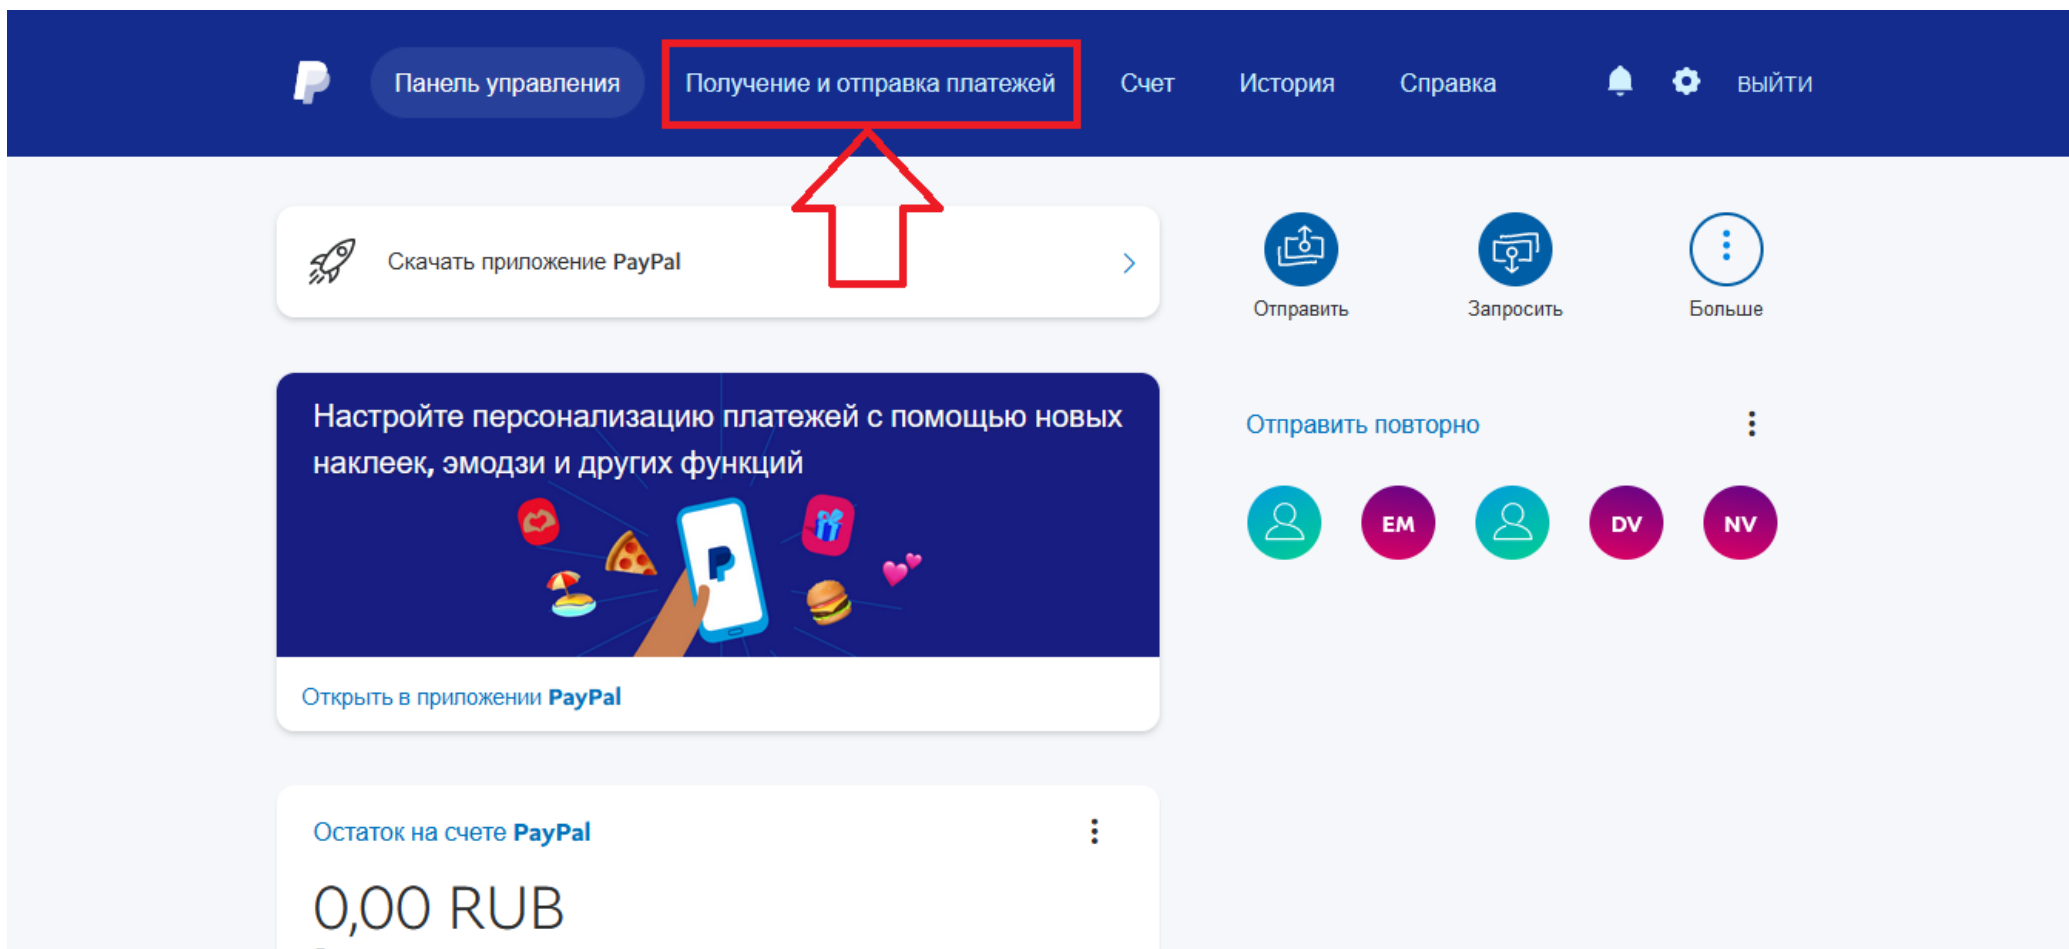 Панель управления
Получение и отправка платежей
Счет
История
Справка
ВЫЙТИ
Скачать приложение PayPal
Отправить
Запросить
Больше
Настройте персонализацию платежей с помощью новых
наклеек, эмодзи и других функций
Открыть в приложении PayPal
Отправить повторно
EM
DV
NV
Остаток на счете PayPal
0,00 RUB